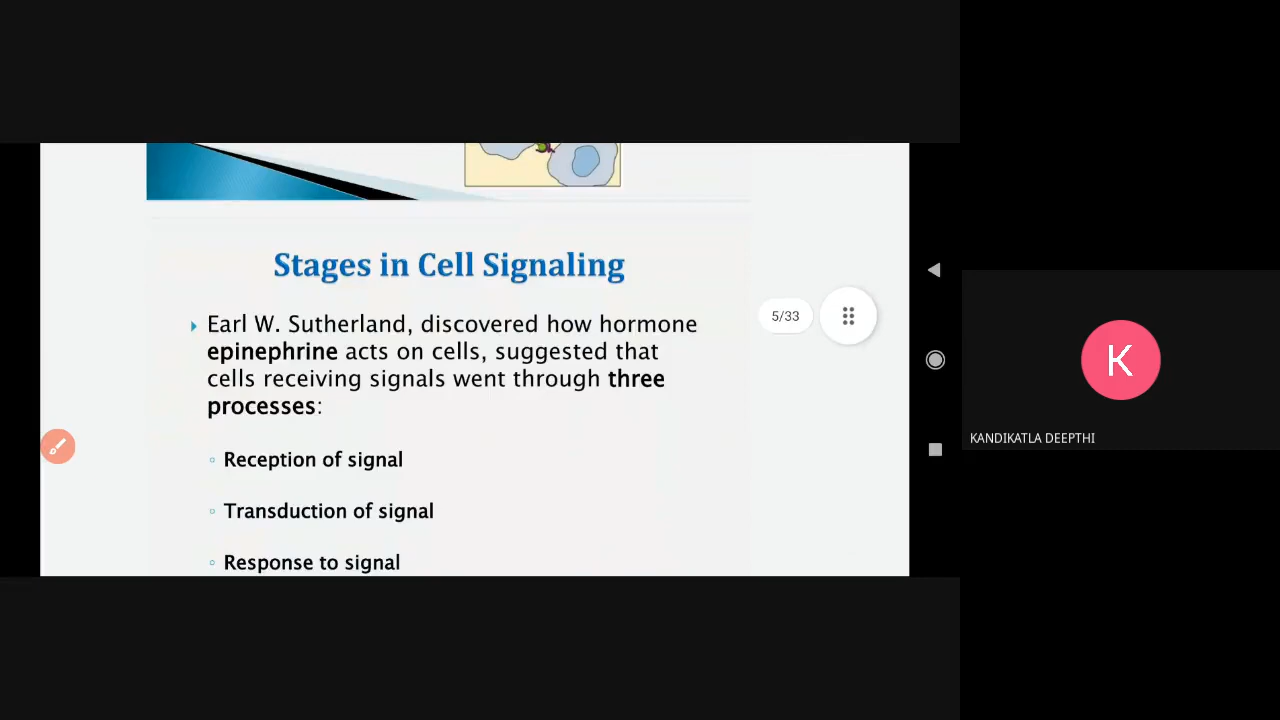 Stages in Cell Signaling
Earl W. Sutherland, discovered how hormone
epinephrine acts on cells, suggested that
cells receiving signals went through three
processes:
Reception of signal
Transduction of signal
Response to signal
5/33
K
KANDIKATLA DEEPTHI